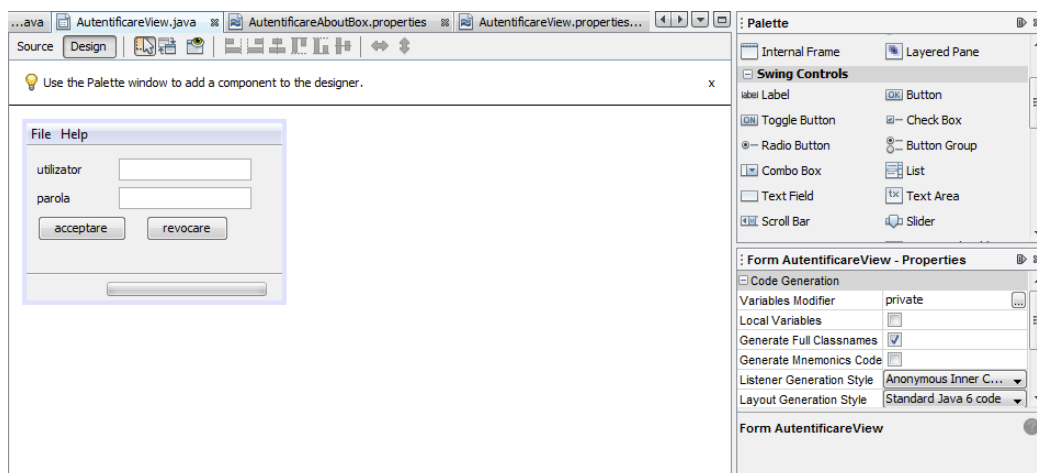 ...ava AutentificareView.java AutentificareAboutBox.properties AutentificareView.properties... Palette
Source Design
Internal Frame Layered Pane
Use the Palette window to add a component to the designer. x
Swing Controls
label Label OK Button
ON Toggle Button Check Box
Radio Button Button Group
Combo Box List
Text Field tx Text Area
Scroll Bar Slider
File Help
utilizator
parola
acceptare revocare
Form AutentificareView - Properties
Code Generation
Variables Modifier private ...
Local Variables
Generate Full Classnames
Generate Mnemonics Code
Listener Generation Style Anonymous Inner C...
Layout Generation Style Standard Java 6 code
Form AutentificareView